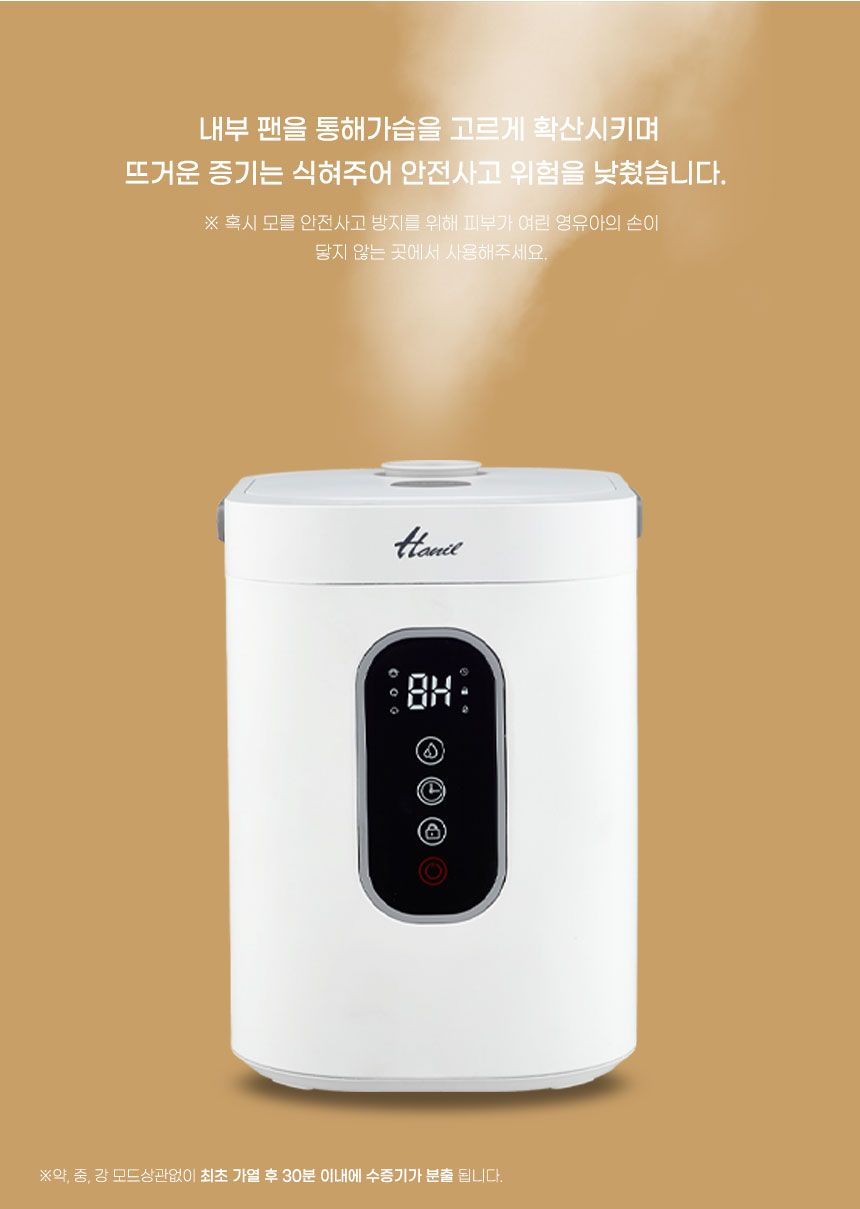 내부 팬을 통해가습을 고르게 확산시키며
뜨거운 증기는 식혀주어 안전사고 위험을 낮췄습니다.
※ 혹시 모를 안전사고 방지를 위해 피부가 여린 영유아의 손이
닿지 않는 곳에서 사용해주세요.
Hanil
8H
※약, 중, 강 모드상관없이 최초 가열 후 30분 이내에 수증기가 분출 됩니다.